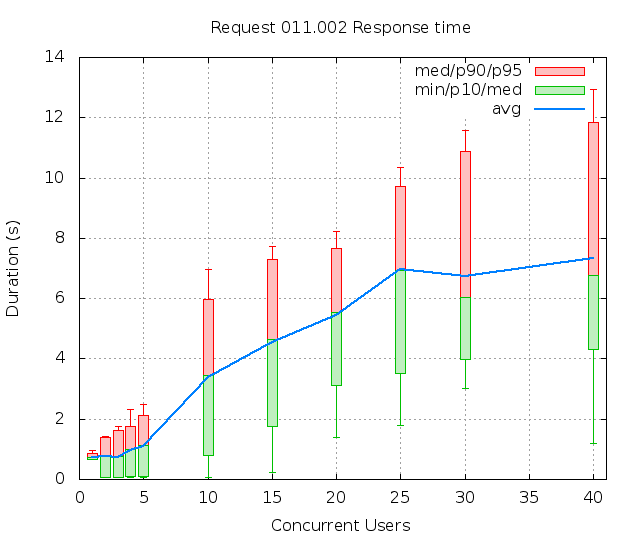 Request 011.002 Response time
med/p90/p95
min/p10/med
avg
Duration (s)
14
12
10
8
6
4
2
0
0 5 10 15 20 25 30 35 40
Concurrent Users